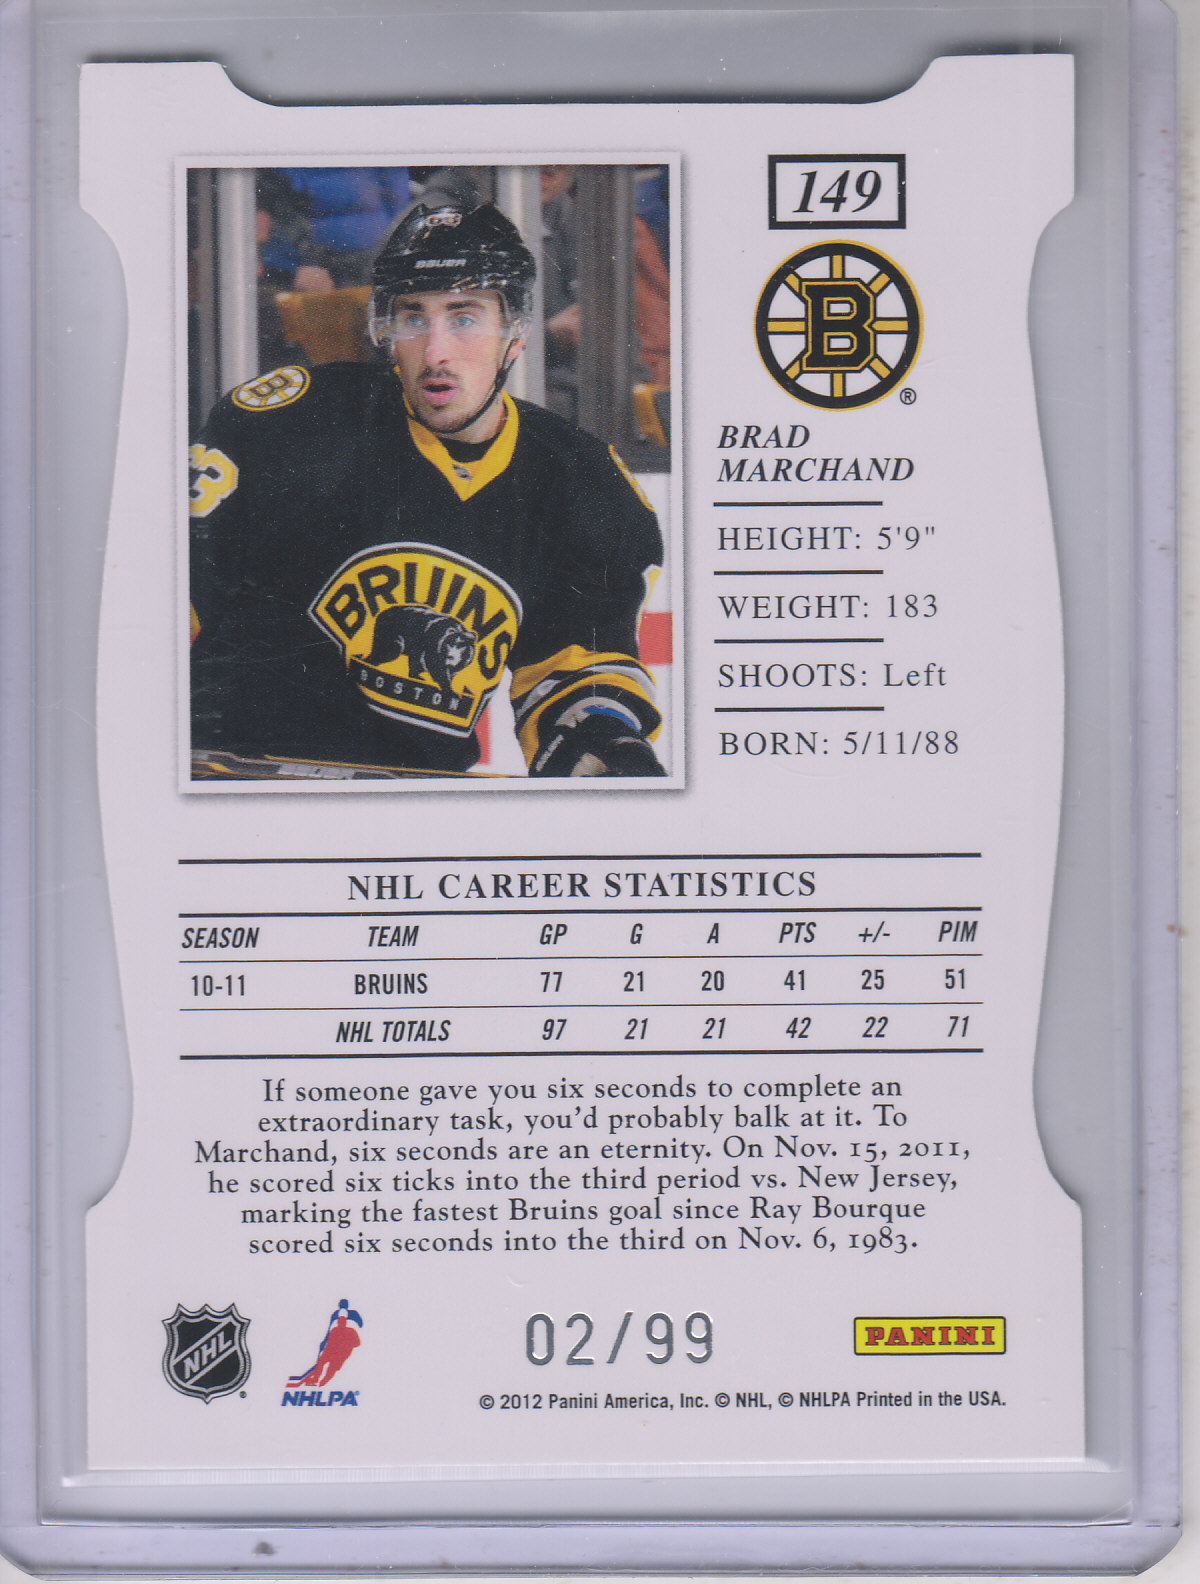 149
B
®
BRAD
MARCHAND
HEIGHT: 5'9"
WEIGHT: 183
SHOOTS: Left
BORN: 5/11/88
BAUER
B
3
BRUINS
BOSTON
NHL CAREER STATISTICS
SEASON TEAM GP G A PTS +/- PIM
10-11 BRUINS 77 21 20 41 25 51
NHL TOTALS 97 21 21 42 22 71
If someone gave you six seconds to complete an
extraordinary task, you'd probably balk at it. To
Marchand, six seconds are an eternity. On Nov. 15, 2011,
he scored six ticks into the third period vs. New Jersey,
marking the fastest Bruins goal since Ray Bourque
scored six seconds into the third on Nov. 6, 1983.
NHL
NHLPA
02/99
PANINI
© 2012 Panini America, Inc. © NHL, © NHLPA Printed in the USA.